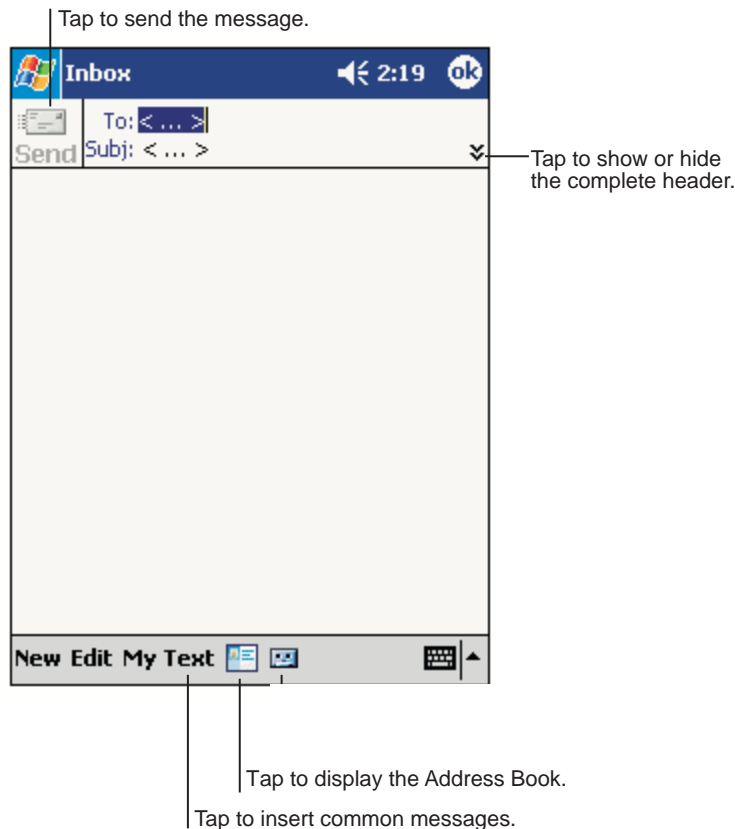 Tap to send the message.
Inbox 2:19 ok
To: < ... >
Send Subj: < ... >
Tap to show or hide
the complete header.
New Edit My Text
Tap to display the Address Book.
Tap to insert common messages.